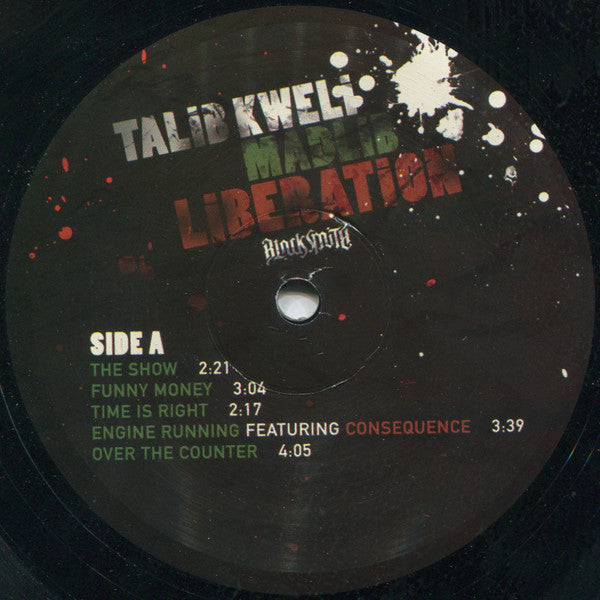 TALiB KWELi
MADLiB
LiBERATiON
BlackSmith
SIDE A
THE SHOW 2:21
FUNNY MONEY 3:04
TIME IS RIGHT 2:17
ENGINE RUNNING FEATURING CONSEQUENCE 3:39
OVER THE COUNTER 4:05